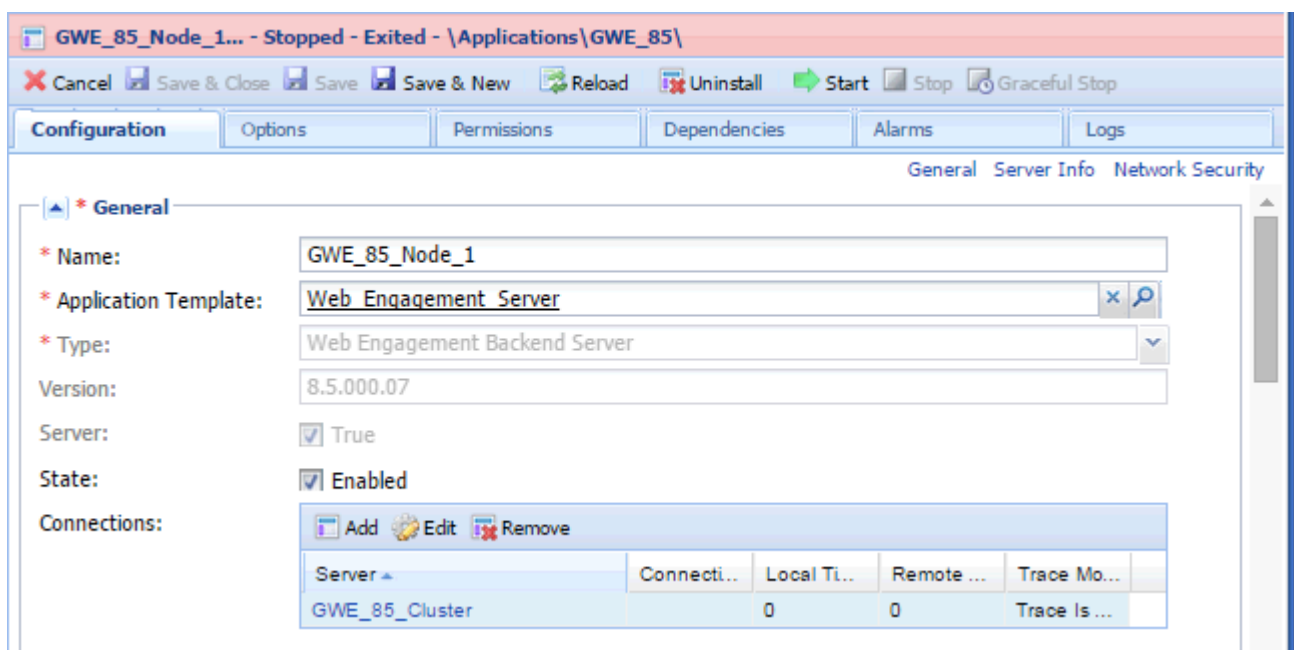 GWE_85_Node_1... - Stopped - Exited - \Applications\GWE_85\
Cancel Save & Close Save Save & New Reload Uninstall Start Stop Graceful Stop
Configuration Options Permissions Dependencies Alarms Logs
General Server Info Network Security
* General
* Name: GWE_85_Node_1
* Application Template: Web_Engagement_Server
* Type: Web Engagement Backend Server
Version: 8.5.000.07
Server: True
State: Enabled
Connections: Add Edit Remove
Server Connecti... Local Ti... Remote ... Trace Mo...
GWE_85_Cluster 0 0 Trace Is ...